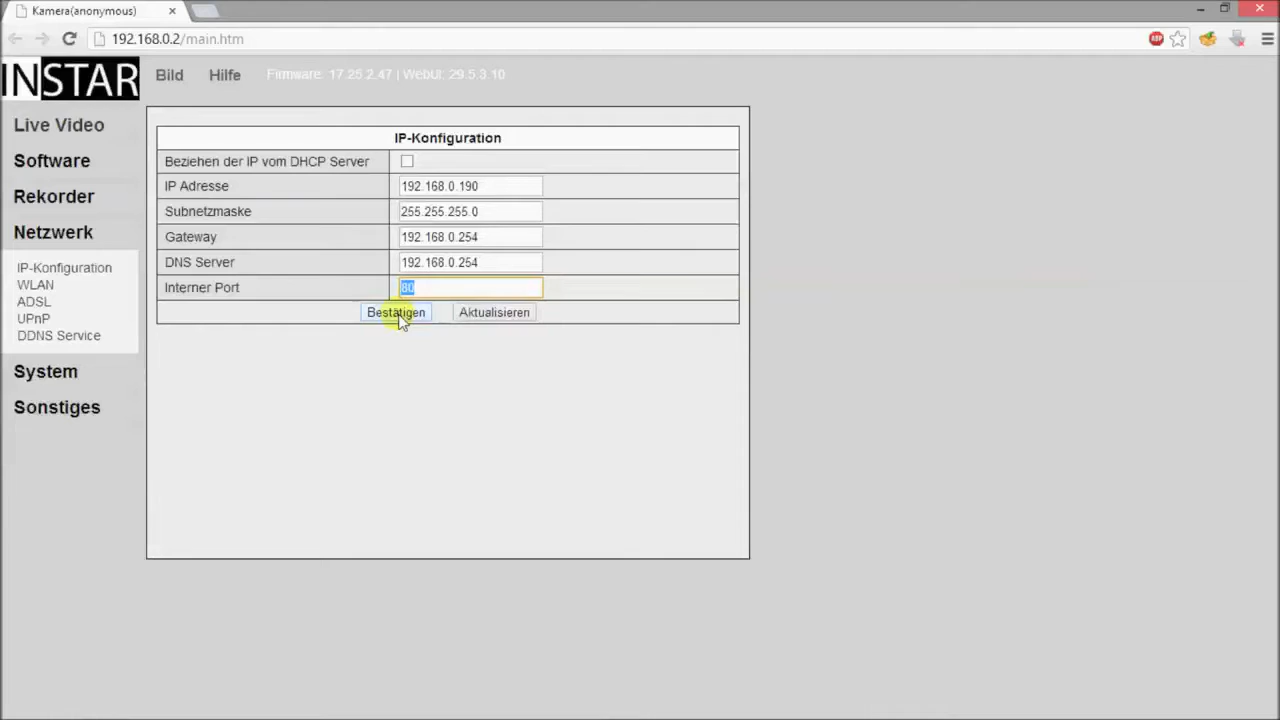 Kamera(anonymous)
192.168.0.2/main.htm
ABP
INSTAR
Bild
Hilfe
Firmware: 17.25.2.47 | WebUI: 29.5.3.10
Live Video
Software
Rekorder
Netzwerk
IP-Konfiguration
WLAN
ADSL
UPnP
DDNS Service
System
Sonstiges
IP-Konfiguration
Beziehen der IP vom DHCP Server
IP Adresse 192.168.0.190
Subnetzmaske 255.255.255.0
Gateway 192.168.0.254
DNS Server 192.168.0.254
Interner Port 80
Bestätigen Aktualisieren